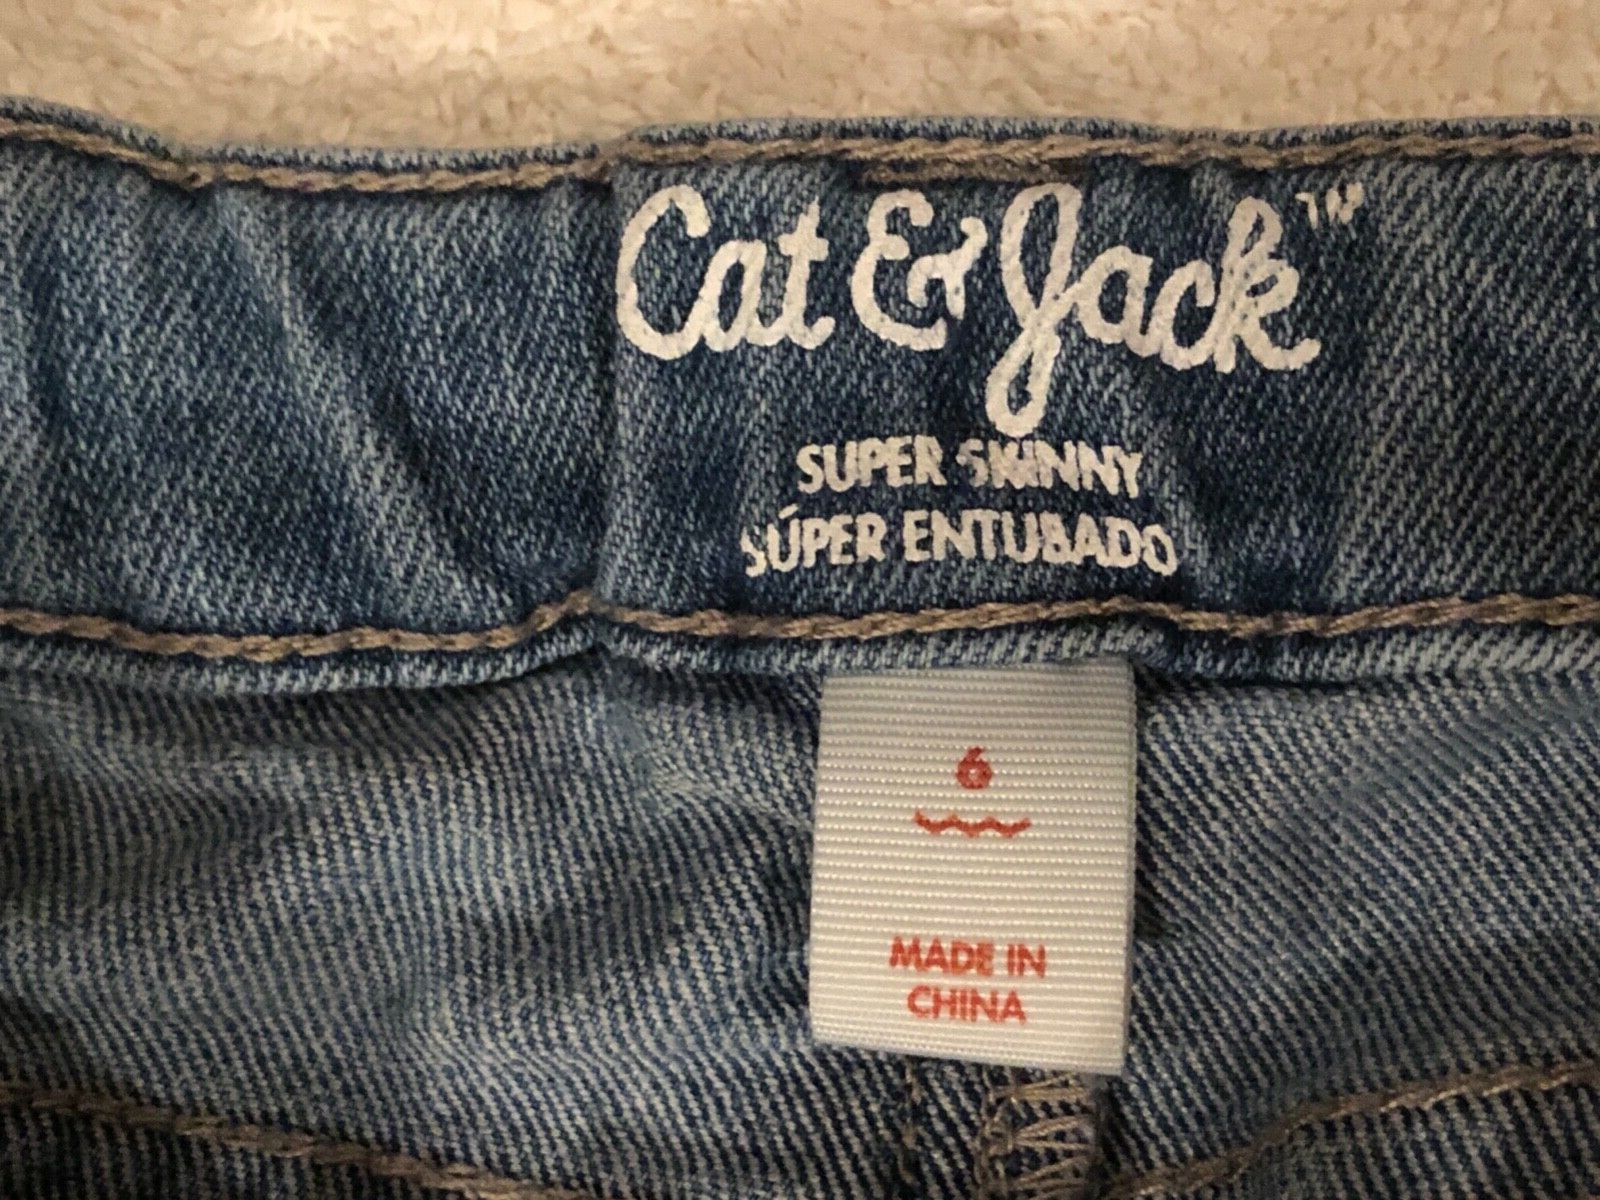 Cat & Jack™
SUPER SKINNY
SÚPER ENTUBADO
6
MADE IN
CHINA